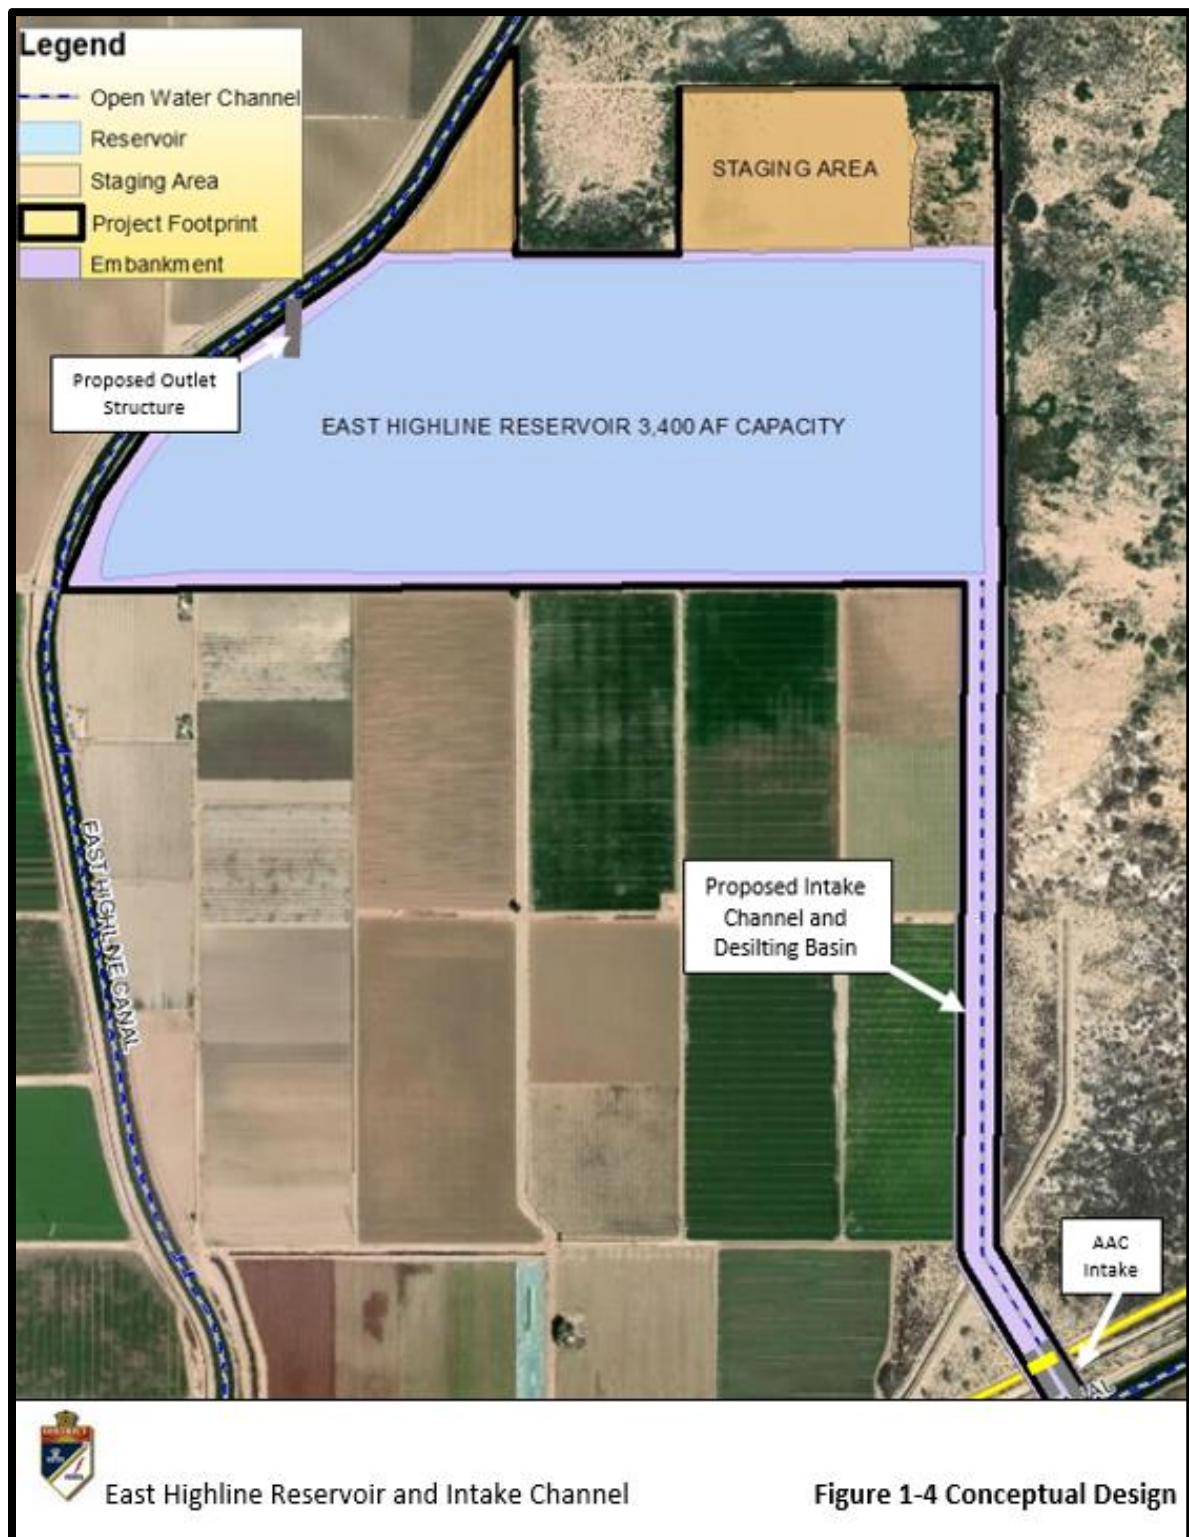 Legend
Open Water Channel
Reservoir
Staging Area
Project Footprint
Embankment
STAGING AREA
Proposed Outlet
Structure
EAST HIGHLINE RESERVOIR 3,400 AF CAPACITY
EAST HIGHLINE CANAL
Proposed Intake
Channel and
Desilting Basin
AAC
Intake
East Highline Reservoir and Intake Channel
Figure 1-4 Conceptual Design